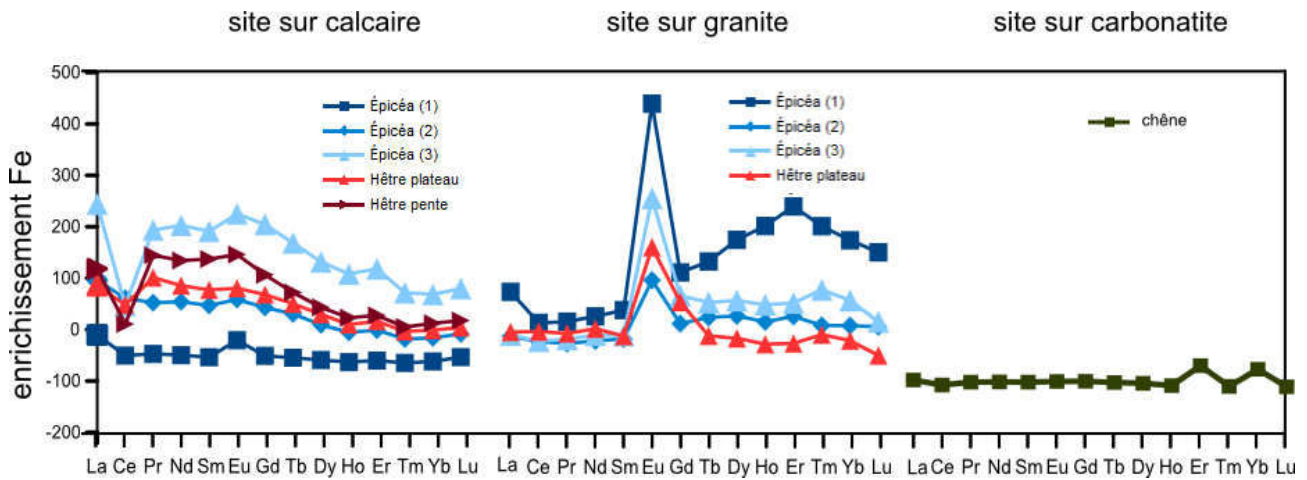 site sur calcaire
site sur granite
site sur carbonatite
enrichissement Fe
500
400
300
200
100
0
-100
-200
Épicéa (1)
Épicéa (2)
Épicéa (3)
Hêtre plateau
Hêtre pente
Épicéa (1)
Épicéa (2)
Épicéa (3)
Hêtre plateau
chêne
La Ce Pr Nd Sm Eu Gd Tb Dy Ho Er Tm Yb Lu
La Ce Pr Nd Sm Eu Gd Tb Dy Ho Er Tm Yb Lu
La Ce Pr Nd Sm Eu Gd Tb Dy Ho Er Tm Yb Lu